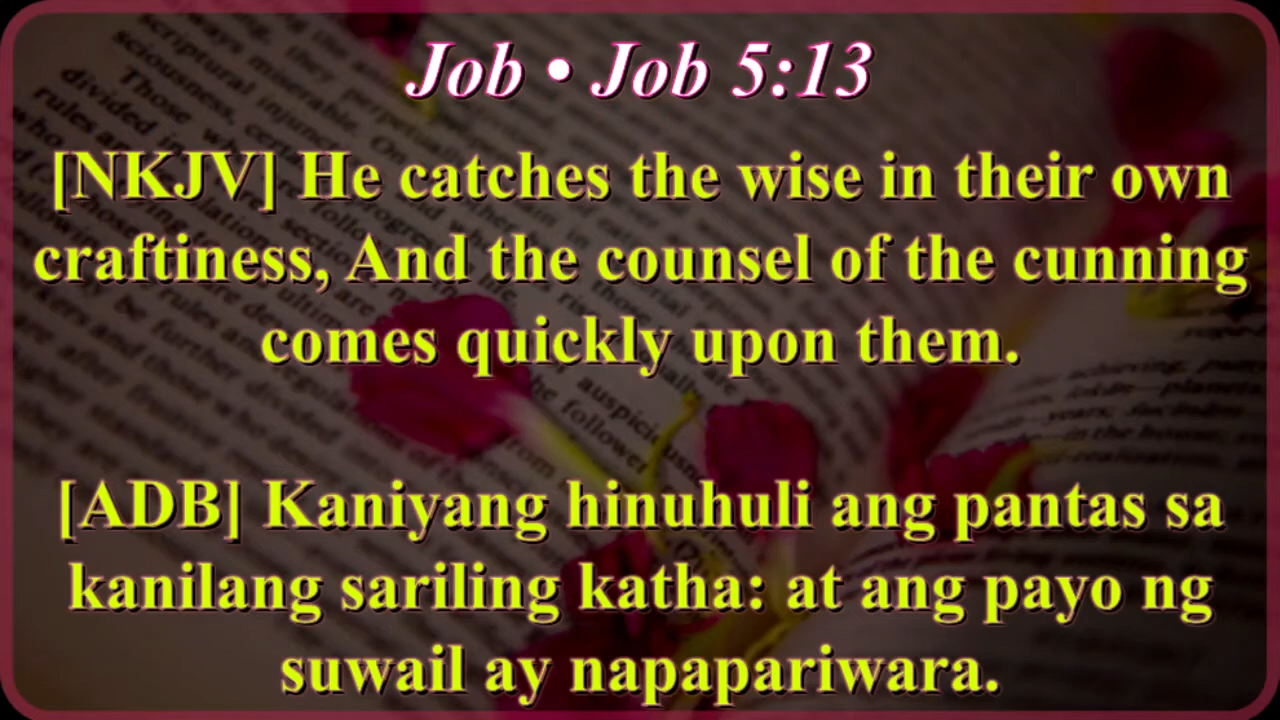 Job • Job 5:13
[NKJV] He catches the wise in their own
craftiness, And the counsel of the cunning
comes quickly upon them.
[ADB] Kaniyang hinuhuli ang pantas sa
kanilang sariling katha: at ang payo ng
suwail ay napapariwara.